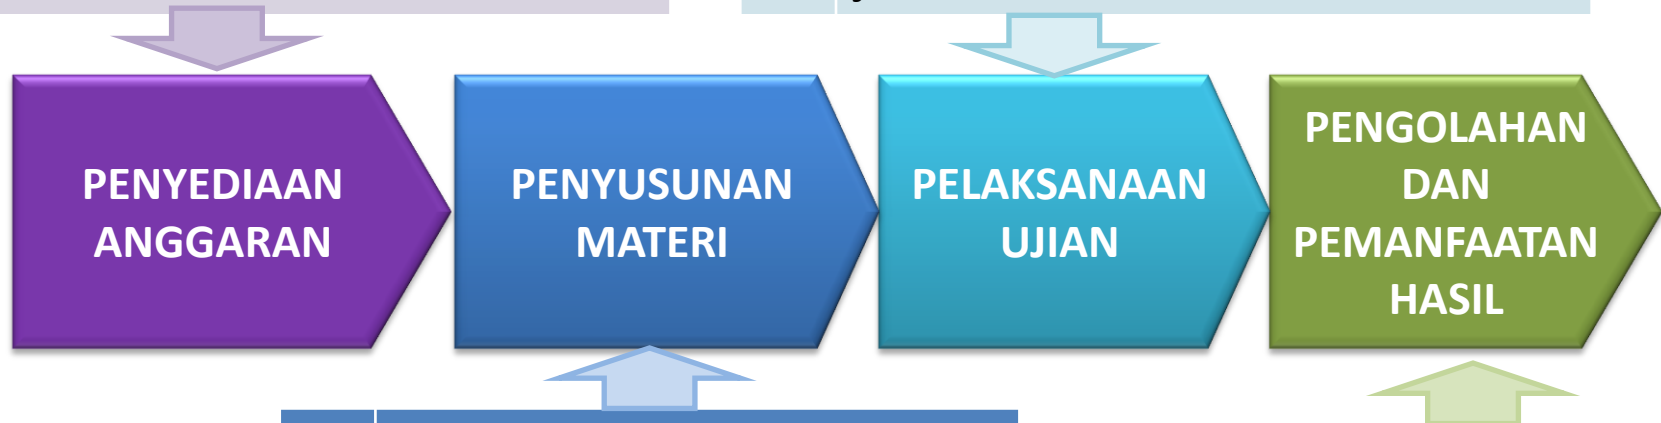 PENYEDIAAN
ANGGARAN
PENYUSUNAN
MATERI
PELAKSANAAN
UJIAN
PENGOLAHAN
DAN
PEMANFAATAN
HASIL